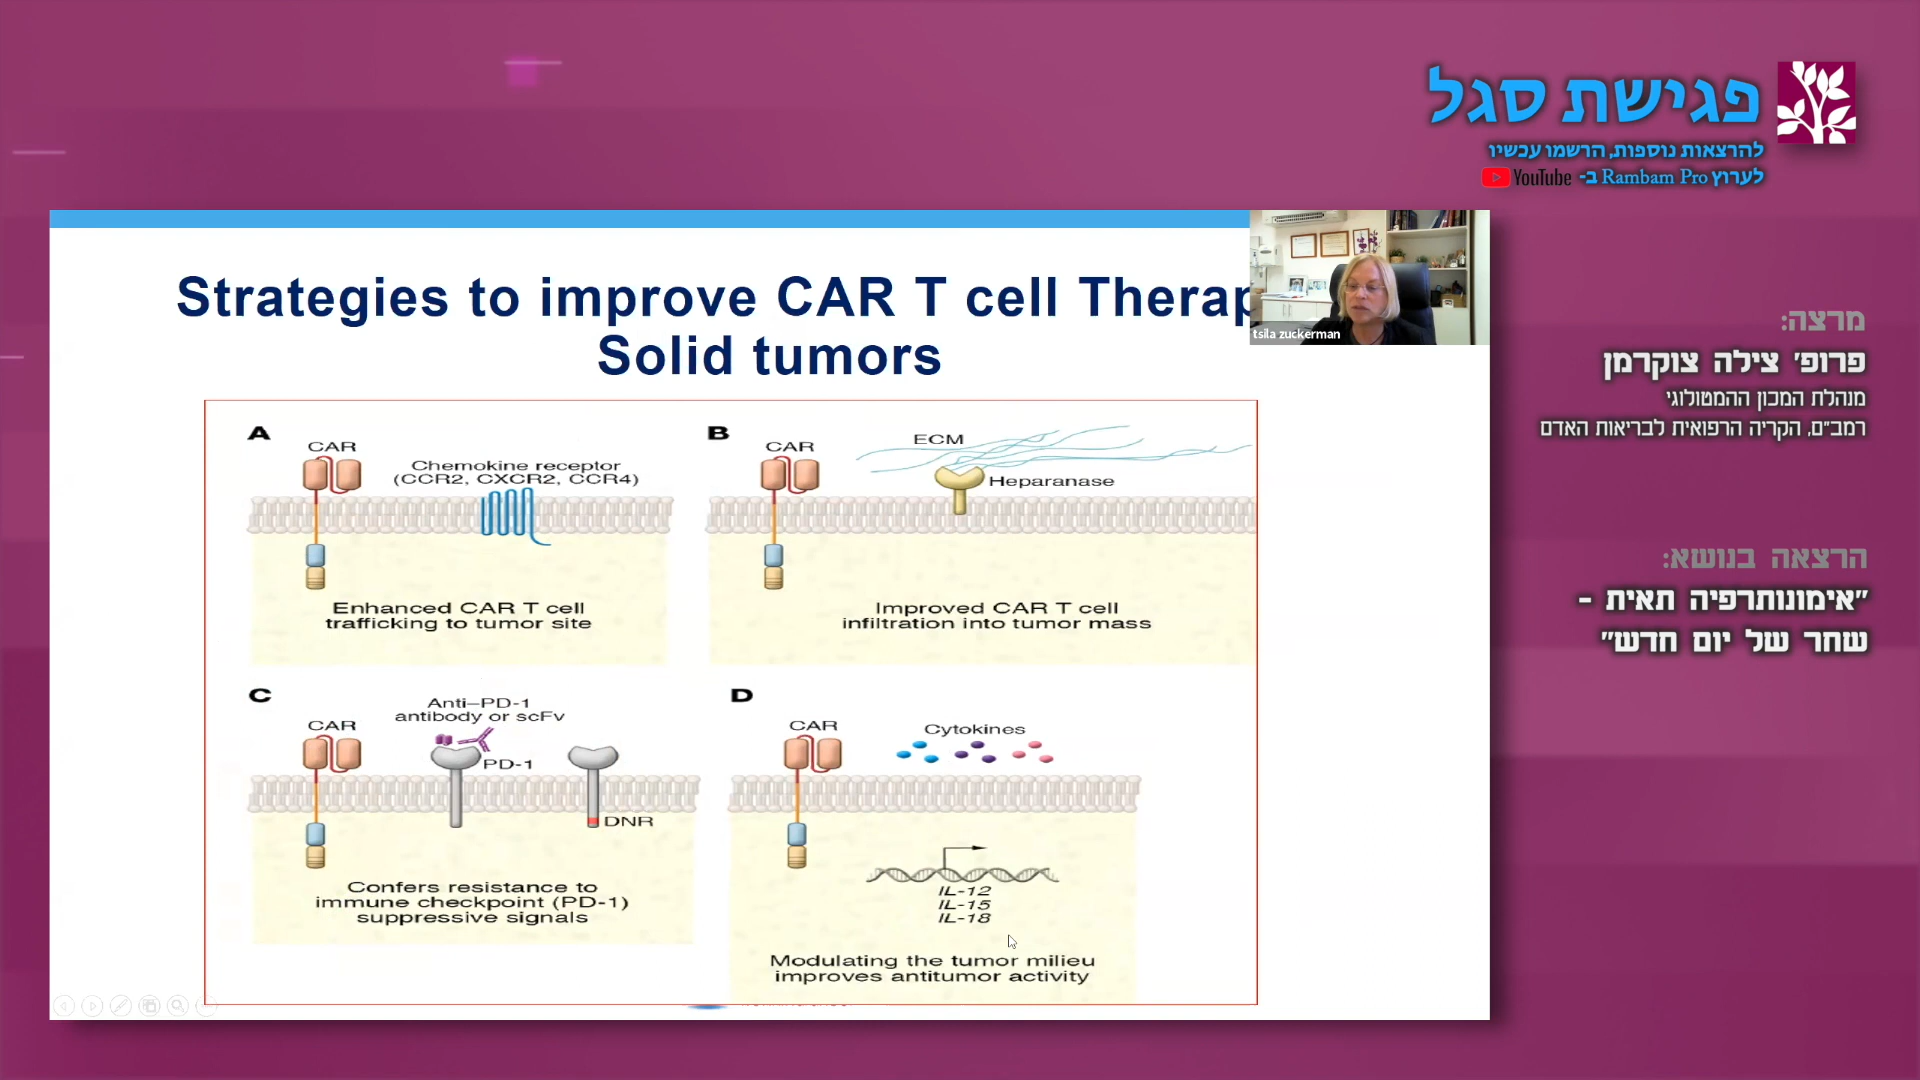 פגישת סגל
להרצאות נוספות, הרשמו עכשיו
לערוץ Rambam Pro ב- YouTube
Strategies to improve CAR T cell Therap
Solid tumors
tsila zuckerman
מרצה:
פרופ' צילה צוקרמן
מנהלת המכון ההמטולוגי
רמב"ם, הקריה הרפואית לבריאות האדם
הרצאה בנושא:
"אימונותרפיה תאית -
שחר של יום חדש"
A
CAR
Chemokine receptor
(CCR2, CXCR2, CCR4)
Enhanced CAR T cell
trafficking to tumor site
B
CAR
ECM
Heparanase
Improved CAR T cell
infiltration into tumor mass
C
CAR
Anti–PD-1
antibody or scFv
PD-1
DNR
Confers resistance to
immune checkpoint (PD-1)
suppressive signals
D
CAR
Cytokines
IL-12
IL-15
IL-18
Modulating the tumor milieu
improves antitumor activity